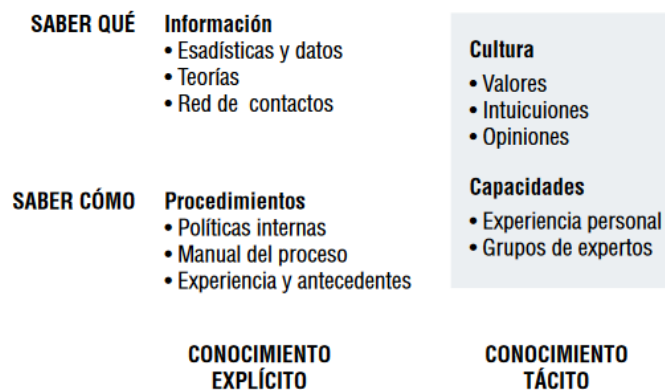 SABER QUÉ
Información
• Esadísticas y datos
• Teorías
• Red de contactos
Cultura
• Valores
• Intuicuiones
• Opiniones
SABER CÓMO
Procedimientos
• Políticas internas
• Manual del proceso
• Experiencia y antecedentes
Capacidades
• Experiencia personal
• Grupos de expertos
CONOCIMIENTO
EXPLÍCITO
CONOCIMIENTO
TÁCITO